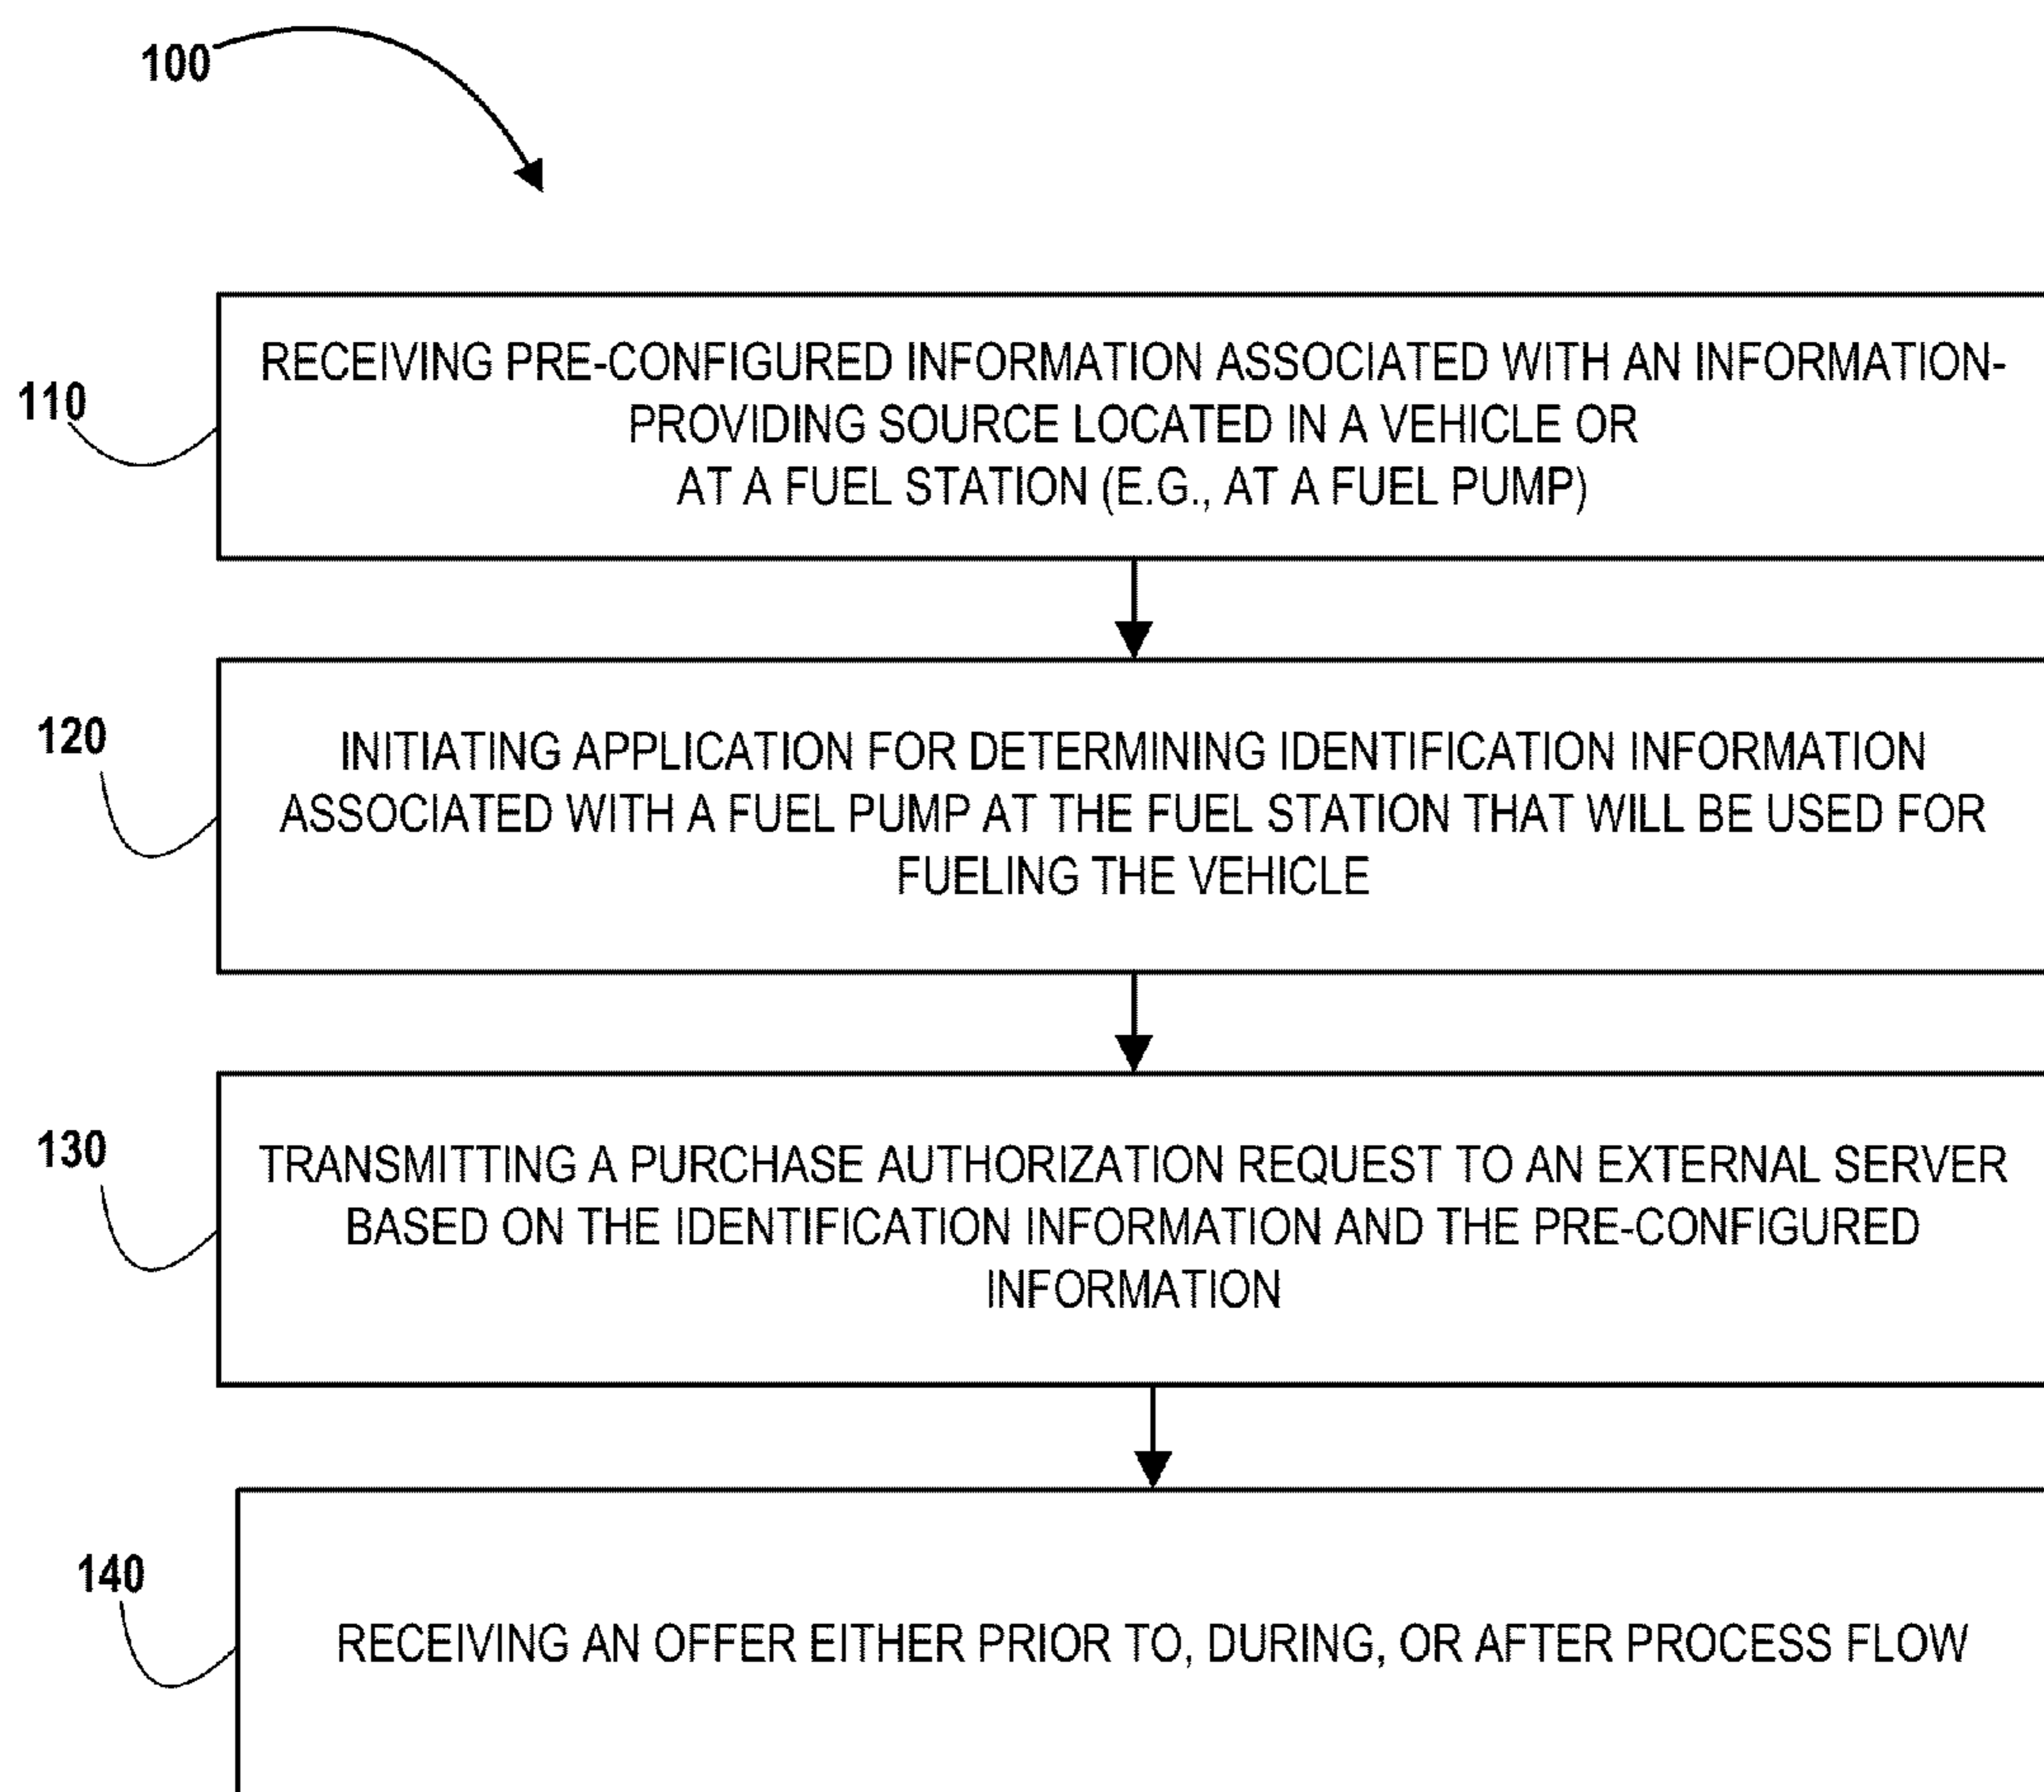 100
110
RECEIVING PRE-CONFIGURED INFORMATION ASSOCIATED WITH AN INFORMATION-
PROVIDING SOURCE LOCATED IN A VEHICLE OR
AT A FUEL STATION (E.G., AT A FUEL PUMP)
120
INITIATING APPLICATION FOR DETERMINING IDENTIFICATION INFORMATION
ASSOCIATED WITH A FUEL PUMP AT THE FUEL STATION THAT WILL BE USED FOR
FUELING THE VEHICLE
130
TRANSMITTING A PURCHASE AUTHORIZATION REQUEST TO AN EXTERNAL SERVER
BASED ON THE IDENTIFICATION INFORMATION AND THE PRE-CONFIGURED
INFORMATION
140
RECEIVING AN OFFER EITHER PRIOR TO, DURING, OR AFTER PROCESS FLOW